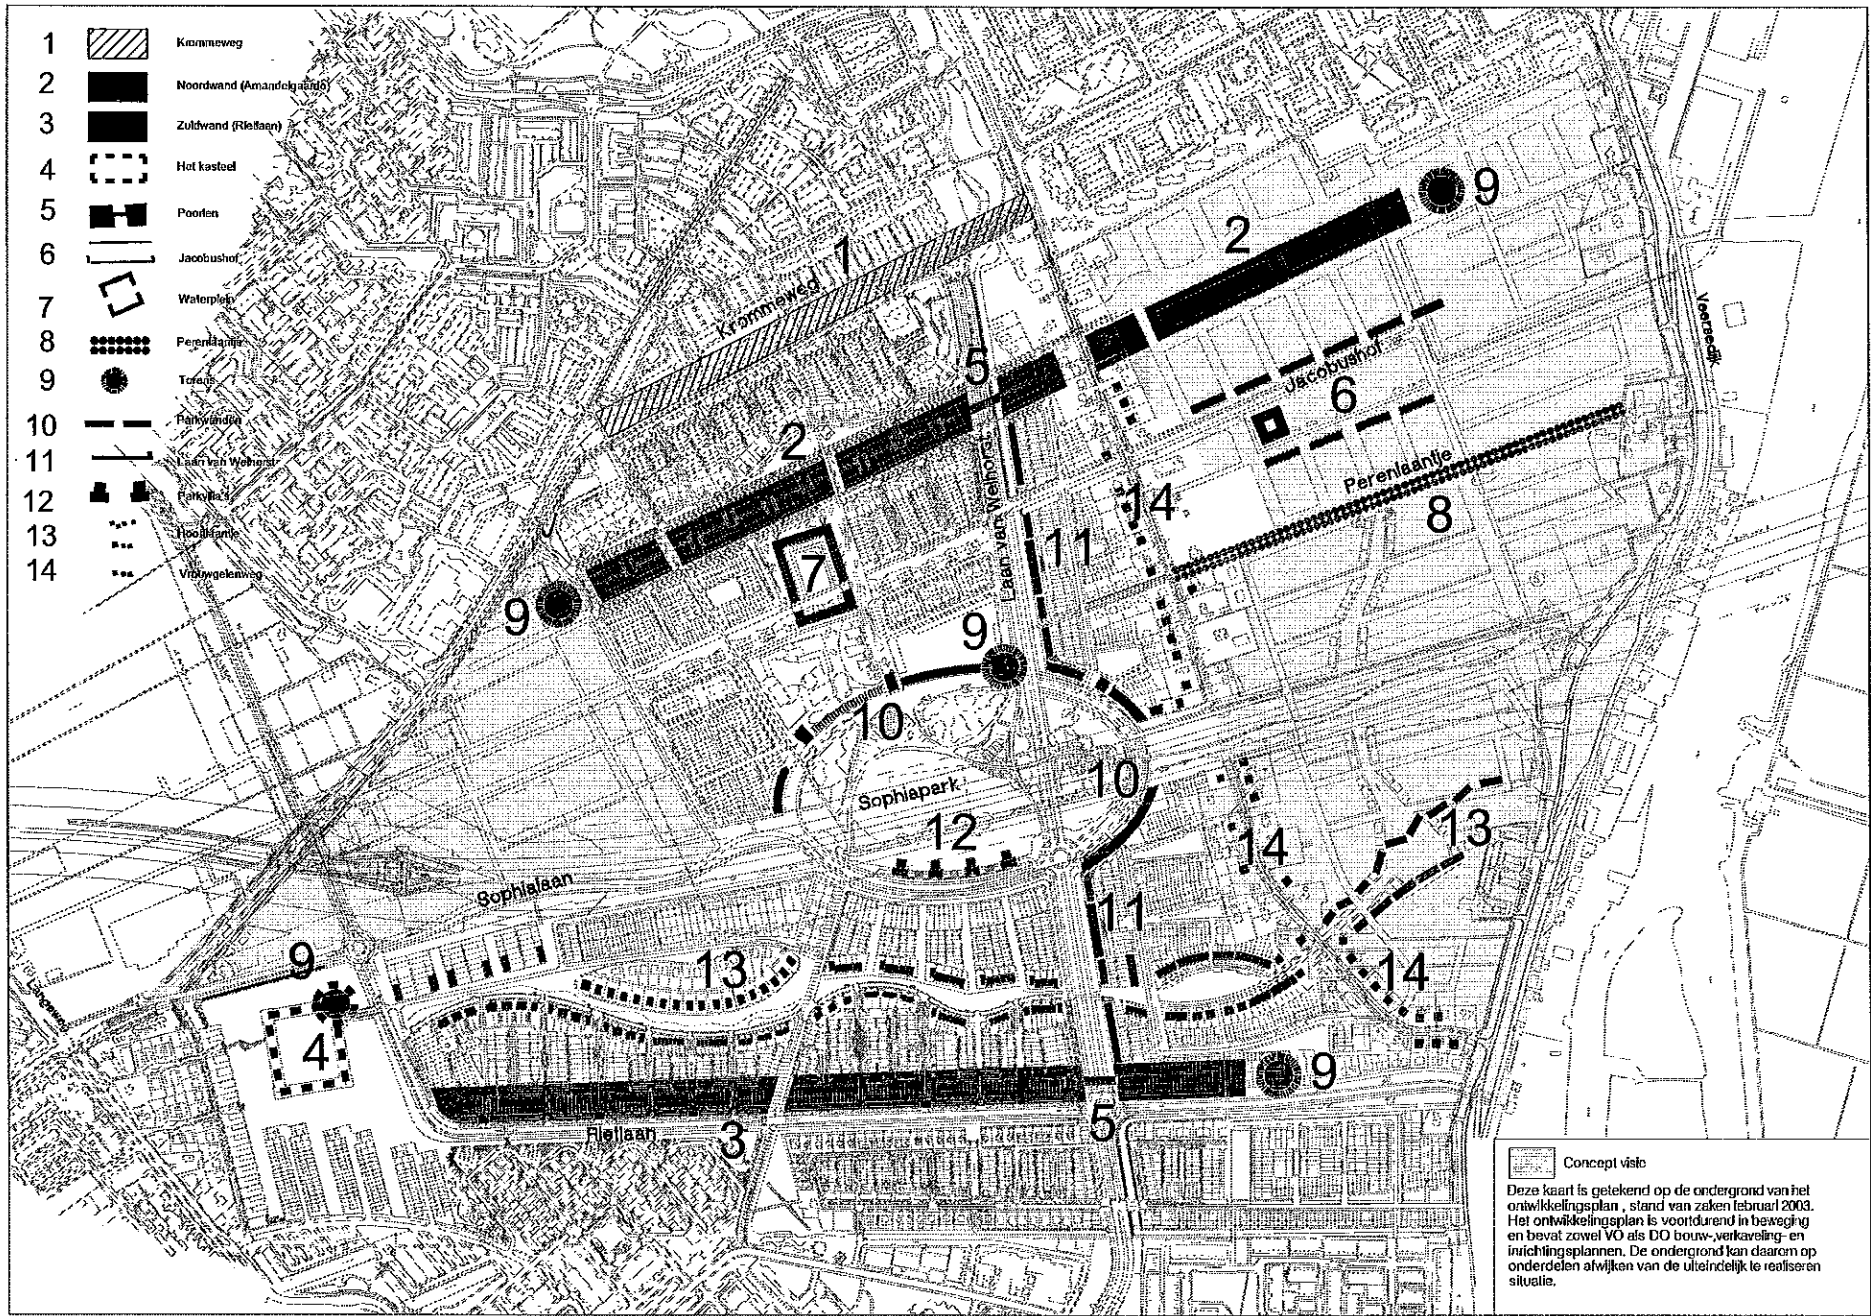 1 Krommeweg
2 Noordwand (Amandelgaarde)
3 Zuidwand (Rietlaan)
4 Het kasteel
5 Poorten
6 Jacobushof
7 Waterplein
8 Perenlaantje
9 Torens
10 Parkwanden
11 Laan van Welhorst
12 Parkvilla's
13
14 Vrouwgelenweg
1
Krommeweg
2
9
5
2
Jacobushof
6
Veersedijk
Perenlaantje
8
14
Laan van Welhorst
11
7
9
9
10
Sophiapark
10
12
14
13
Sophialaan
11
9
13
14
Langeweg
4
9
5
Rietlaan
3
Concept visie
Deze kaart is getekend op de ondergrond van het
ontwikkelingsplan , stand van zaken februari 2003.
Het ontwikkelingsplan is voortdurend in beweging
en bevat zowel VO als DO bouw-,verkaveling- en
inrichtingsplannen. De ondergrond kan daarom op
onderdelen afwijken van de uiteindelijk te realiseren
situatie.